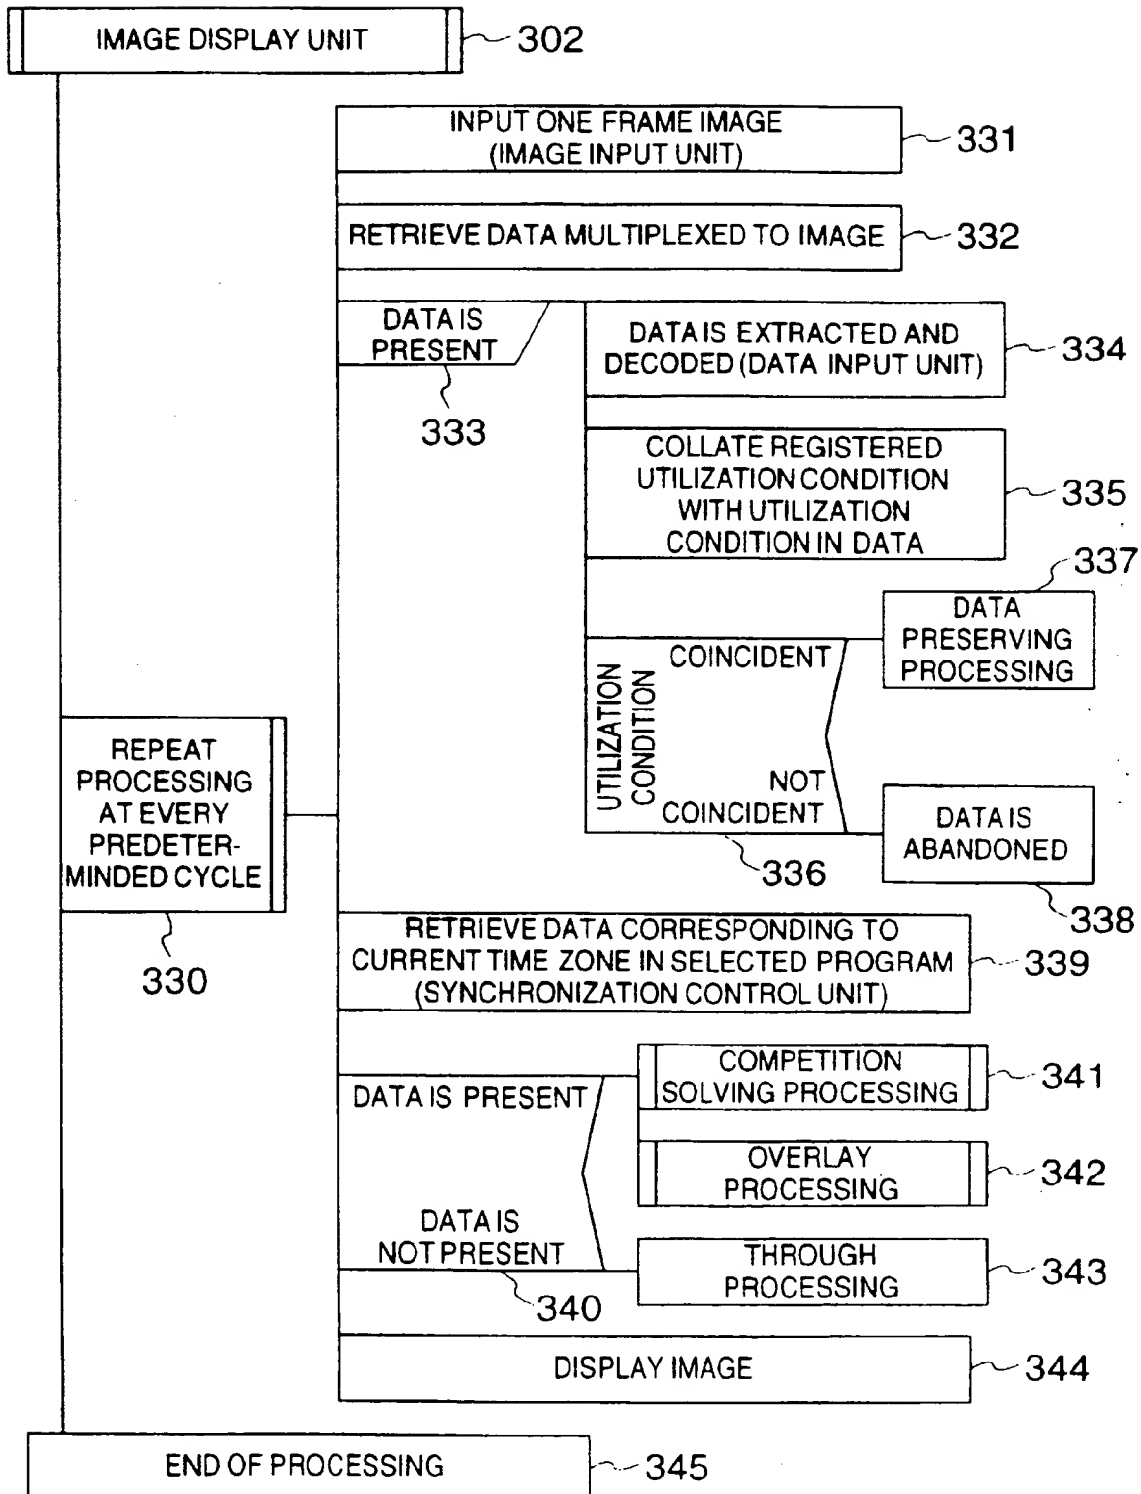 IMAGE DISPLAY UNIT
302
INPUT ONE FRAME IMAGE
(IMAGE INPUT UNIT)
331
RETRIEVE DATA MULTIPLEXED TO IMAGE
332
DATA IS
PRESENT
333
DATA IS EXTRACTED AND
DECODED (DATA INPUT UNIT)
334
COLLATE REGISTERED
UTILIZATION CONDITION
WITH UTILIZATION
CONDITION IN DATA
335
UTILIZATION
CONDITION
COINCIDENT
NOT
COINCIDENT
336
337
DATA
PRESERVING
PROCESSING
DATA IS
ABANDONED
338
REPEAT
PROCESSING
AT EVERY
PREDETER-
MINDED CYCLE
330
RETRIEVE DATA CORRESPONDING TO
CURRENT TIME ZONE IN SELECTED PROGRAM
(SYNCHRONIZATION CONTROL UNIT)
339
DATA IS PRESENT
DATA IS
NOT PRESENT
340
COMPETITION
SOLVING PROCESSING
341
OVERLAY
PROCESSING
342
THROUGH
PROCESSING
343
DISPLAY IMAGE
344
END OF PROCESSING
345